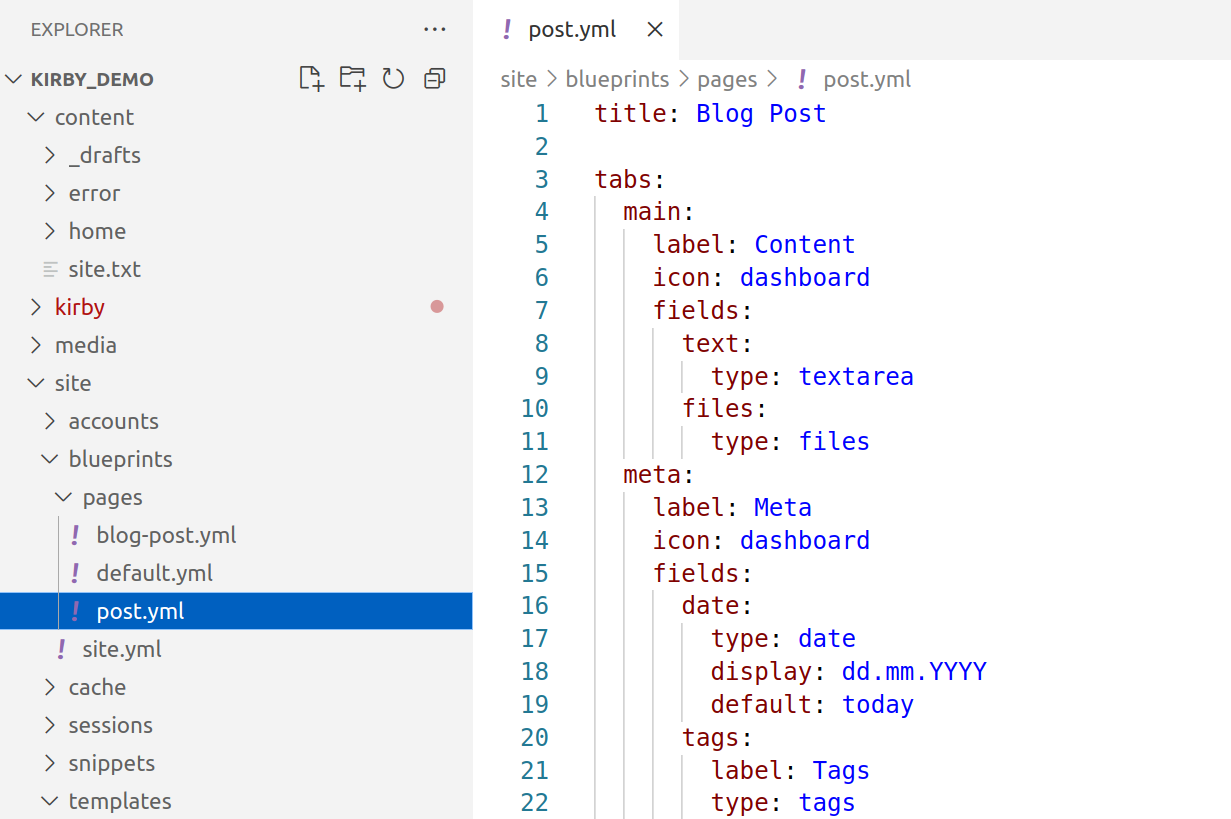 EXPLORER
KIRBY_DEMO
content
_drafts
error
home
site.txt
kirby
media
site
accounts
blueprints
pages
! blog-post.yml
! default.yml
! post.yml
! site.yml
cache
sessions
snippets
templates
! post.yml
site > blueprints > pages > ! post.yml
1 title: Blog Post
2
3 tabs:
4   main:
5     label: Content
6     icon: dashboard
7     fields:
8       text:
9         type: textarea
10       files:
11         type: files
12   meta:
13     label: Meta
14     icon: dashboard
15     fields:
16       date:
17         type: date
18         display: dd.mm.YYYY
19         default: today
20       tags:
21         label: Tags
22         type: tags